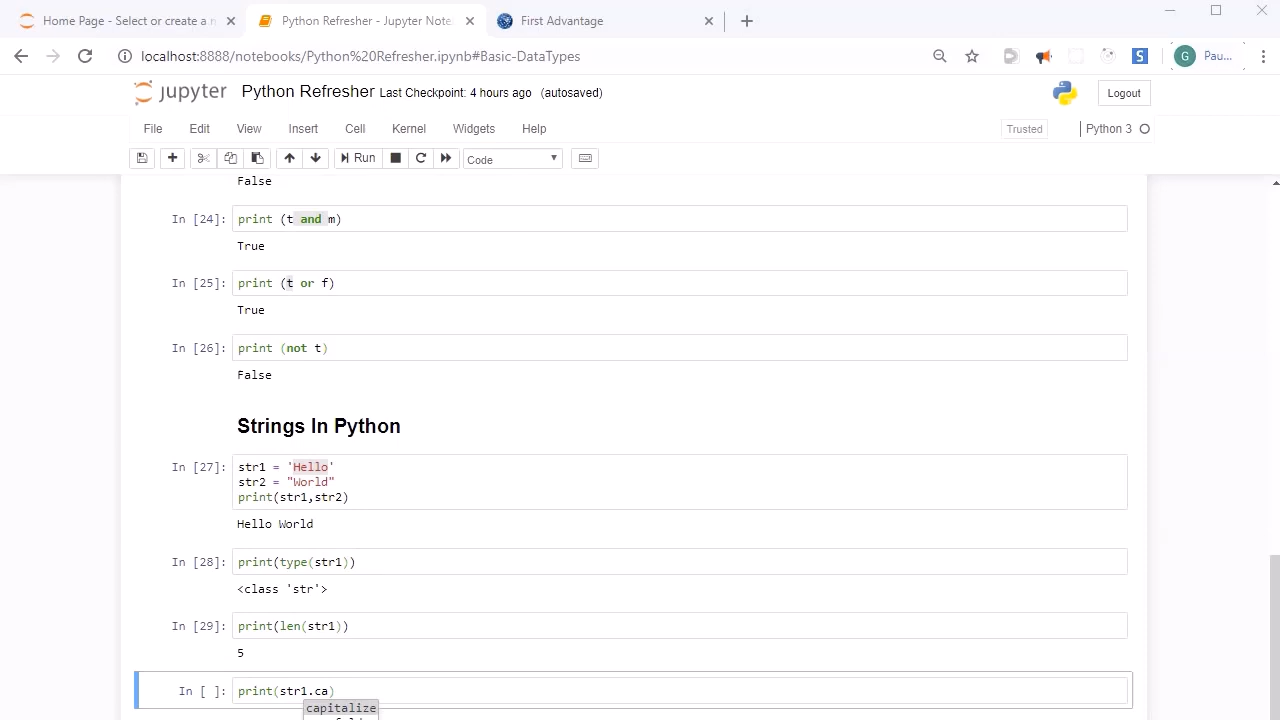 Home Page - Select or create a n
Python Refresher - Jupyter Note
First Advantage
localhost:8888/notebooks/Python%20Refresher.ipynb#Basic-DataTypes
S
G Pau...
jupyter Python Refresher Last Checkpoint: 4 hours ago (autosaved)
Logout
File Edit View Insert Cell Kernel Widgets Help
Trusted
Python 3
Run
Code
False
In [24]: print (t and m)
True
In [25]: print (t or f)
True
In [26]: print (not t)
False
Strings In Python
In [27]: str1 = 'Hello'
str2 = "World"
print(str1,str2)
Hello World
In [28]: print(type(str1))
<class 'str'>
In [29]: print(len(str1))
5
In [ ]: print(str1.ca)
capitalize